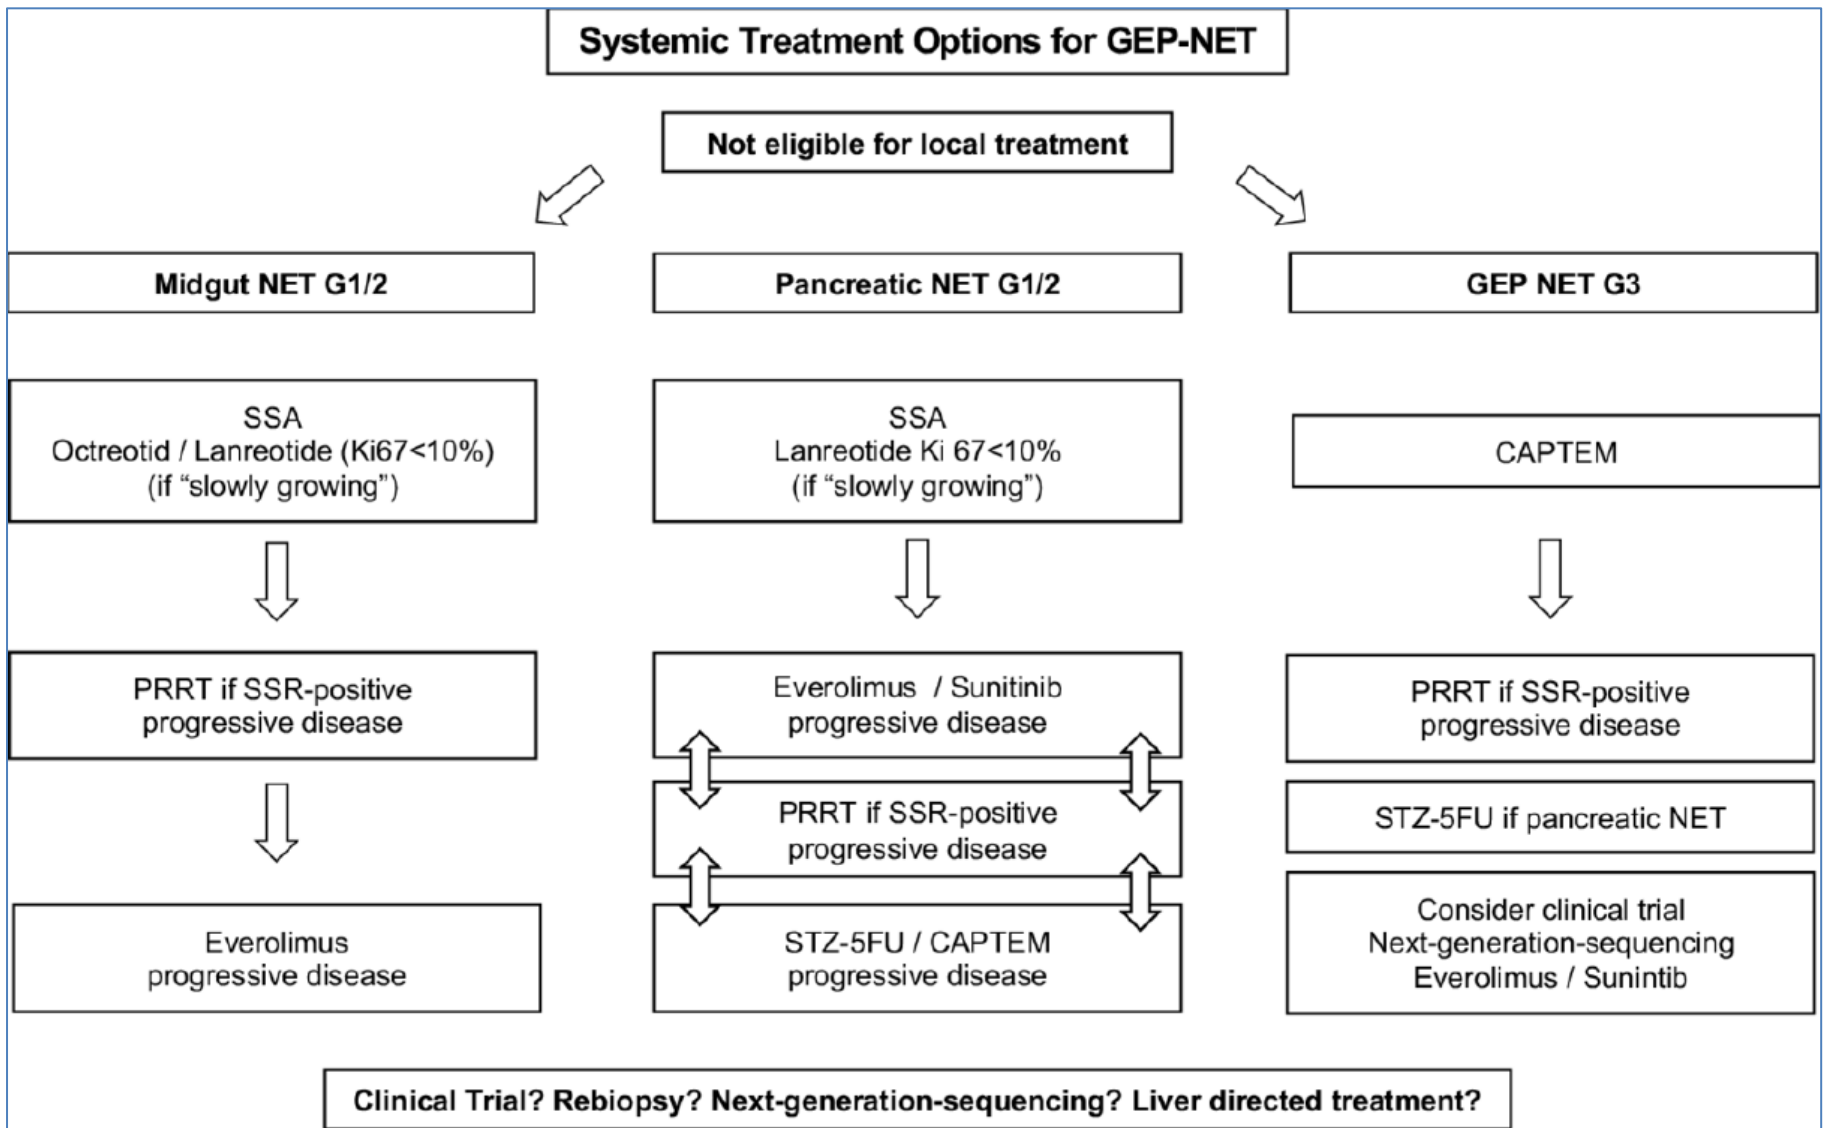 Systemic Treatment Options for GEP-NET
Not eligible for local treatment
Midgut NET G1/2
Pancreatic NET G1/2
GEP NET G3
SSA
Octreotid / Lanreotide (Ki67<10%)
(if “slowly growing”)
SSA
Lanreotide Ki 67<10%
(if “slowly growing”)
CAPTEM
PRRT if SSR-positive
progressive disease
Everolimus / Sunitinib
progressive disease
PRRT if SSR-positive
progressive disease
PRRT if SSR-positive
progressive disease
STZ-5FU if pancreatic NET
Everolimus
progressive disease
STZ-5FU / CAPTEM
progressive disease
Consider clinical trial
Next-generation-sequencing
Everolimus / Sunintib
Clinical Trial? Rebiopsy? Next-generation-sequencing? Liver directed treatment?